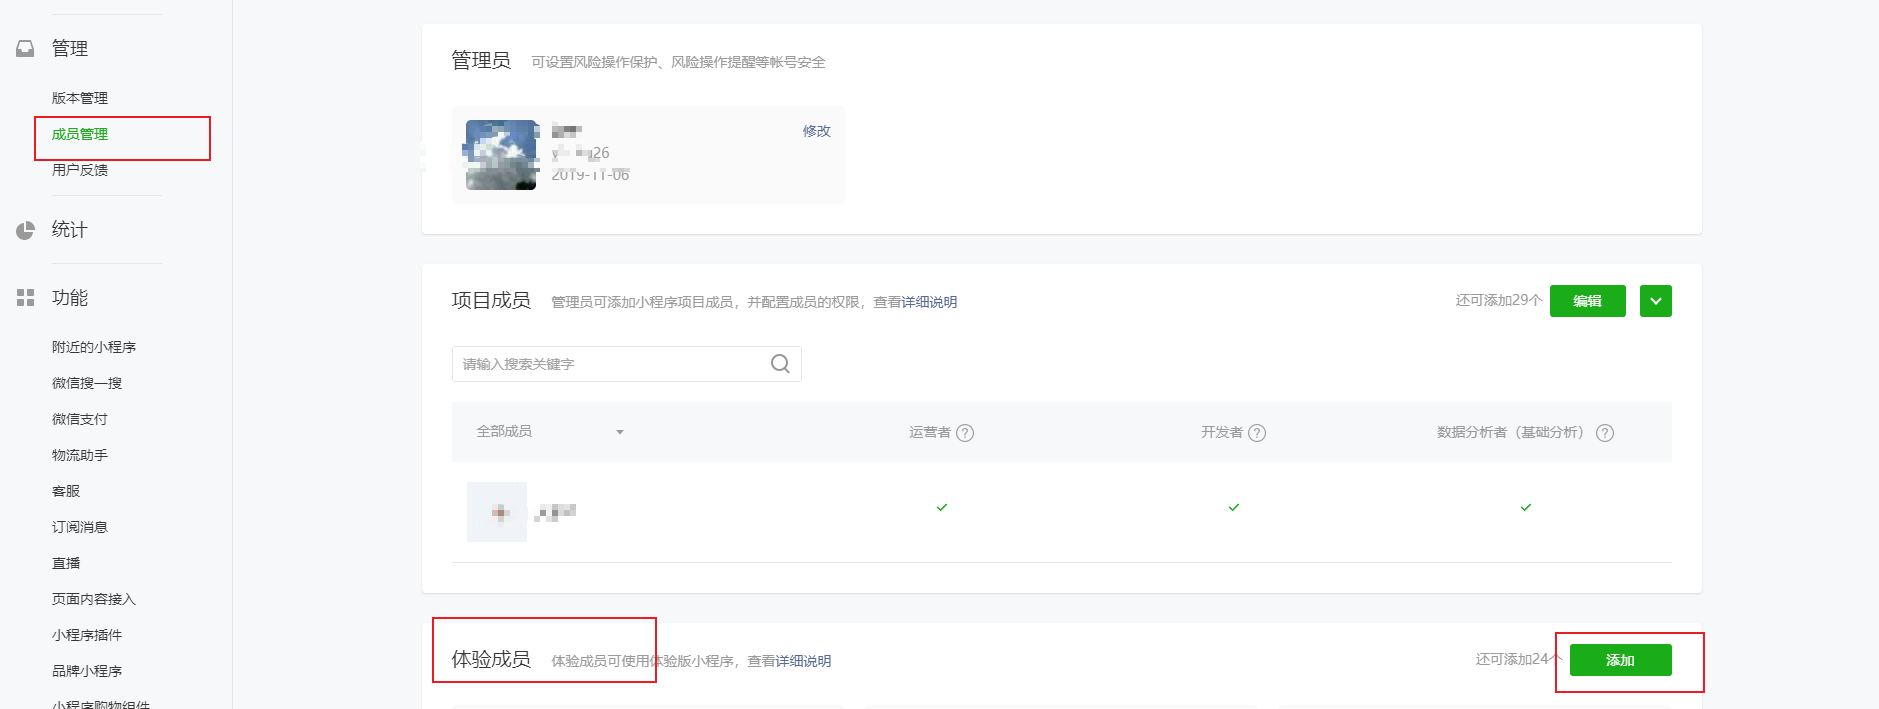 管理
版本管理
成员管理
用户反馈
统计
功能
附近的小程序
微信搜一搜
微信支付
物流助手
客服
订阅消息
直播
页面内容接入
小程序插件
品牌小程序
小程序购物组件
管理员 可设置风险操作保护、风险操作提醒等帐号安全
修改
26
2019-11-06
项目成员 管理员可添加小程序项目成员，并配置成员的权限，查看详细说明 还可添加29个 编辑
请输入搜索关键字
全部成员 运营者 ? 开发者 ? 数据分析者（基础分析） ?
体验成员 体验成员可使用体验版小程序，查看详细说明 还可添加24个 添加